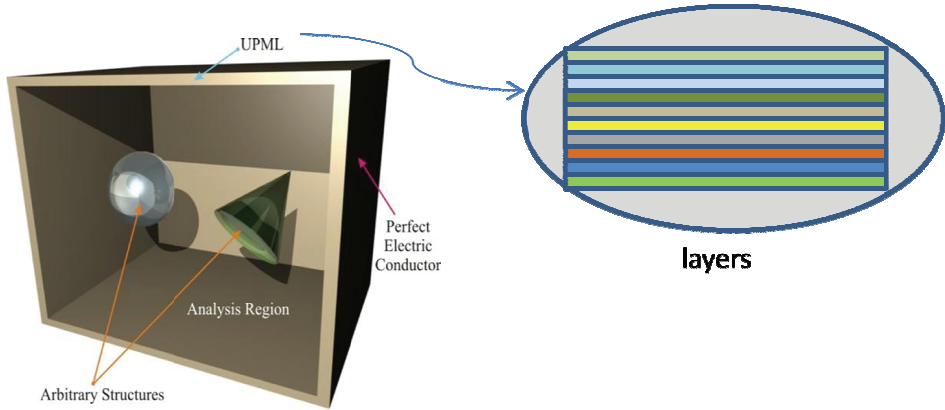 UPML
Perfect
Electric
Conductor
Analysis Region
Arbitrary Structures
layers